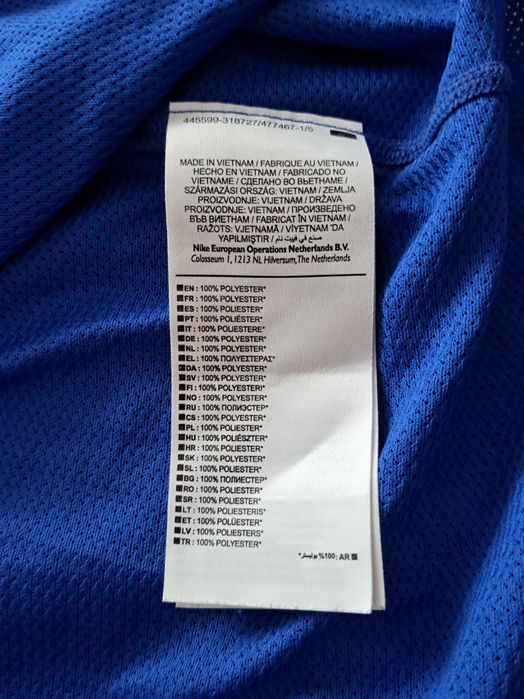 445599-318727/477467-1/5
MADE IN VIETNAM / FABRIQUE AU VIETNAM /
HECHO EN VIETNAM / FABRICADO NO
VIETNAME / СДЕЛАНО ВО ВЬЕТНАМЕ /
SZÁRMAZÁSI ORSZÁG: VIETNAM / ZEMLJA
PROIZVODNJE: VIJETNAM / DRŽAVA
PROIZVODNJE: VIETNAM / ПРОИЗВЕДЕНО
ВЪВ ВИЕТНАМ / FABRICAT ÎN VIETNAM /
RAŽOTS: VJETNAMĀ / VİYETNAM 'DA
YAPILMIŞTIR / صنع في فييت نام
Nike European Operations Netherlands B.V.
Colosseum 1, 1213 NL Hilversum, The Netherlands
EN : 100% POLYESTER*
FR : 100% POLYESTER*
ES : 100% POLIÉSTER*
PT : 100% POLIÉSTER*
IT : 100% POLIESTERE*
DE : 100% POLYESTER*
NL : 100% POLYESTER*
EL : 100% ΠΟΛΥΕΣΤΕΡΑΣ*
DA : 100% POLYESTER*
SV : 100% POLYESTER*
FI : 100% POLYESTERI*
NO : 100% POLYESTER*
RU : 100% ПОЛИЭСТЕР*
CS : 100% POLYESTER*
PL : 100% POLIESTER*
HU : 100% POLIÉSZTER*
HR : 100% POLIESTER*
SK : 100% POLYESTER*
SL : 100% POLIESTER*
BG : 100% ПОЛИЕСТЕР*
RO : 100% POLIESTER*
SR : 100% POLIESTER*
LT : 100% POLIESTERIS*
ET : 100% POLÜESTER*
LV : 100% POLIESTERS*
TR : 100% POLYESTER*
AR :100% بوليستر*